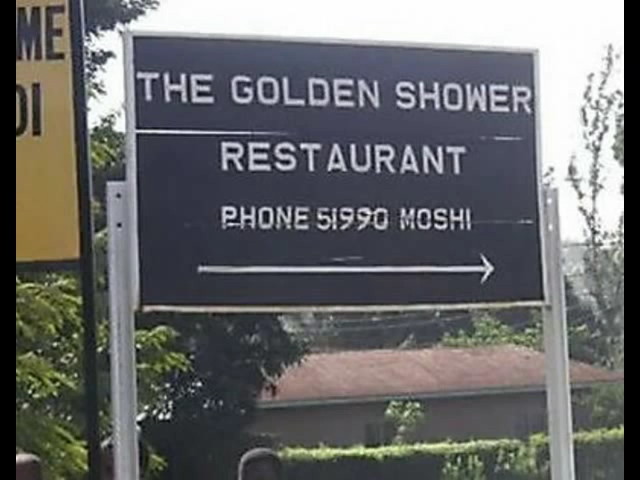 ME
DI
THE GOLDEN SHOWER
RESTAURANT
PHONE 51990 MOSHI